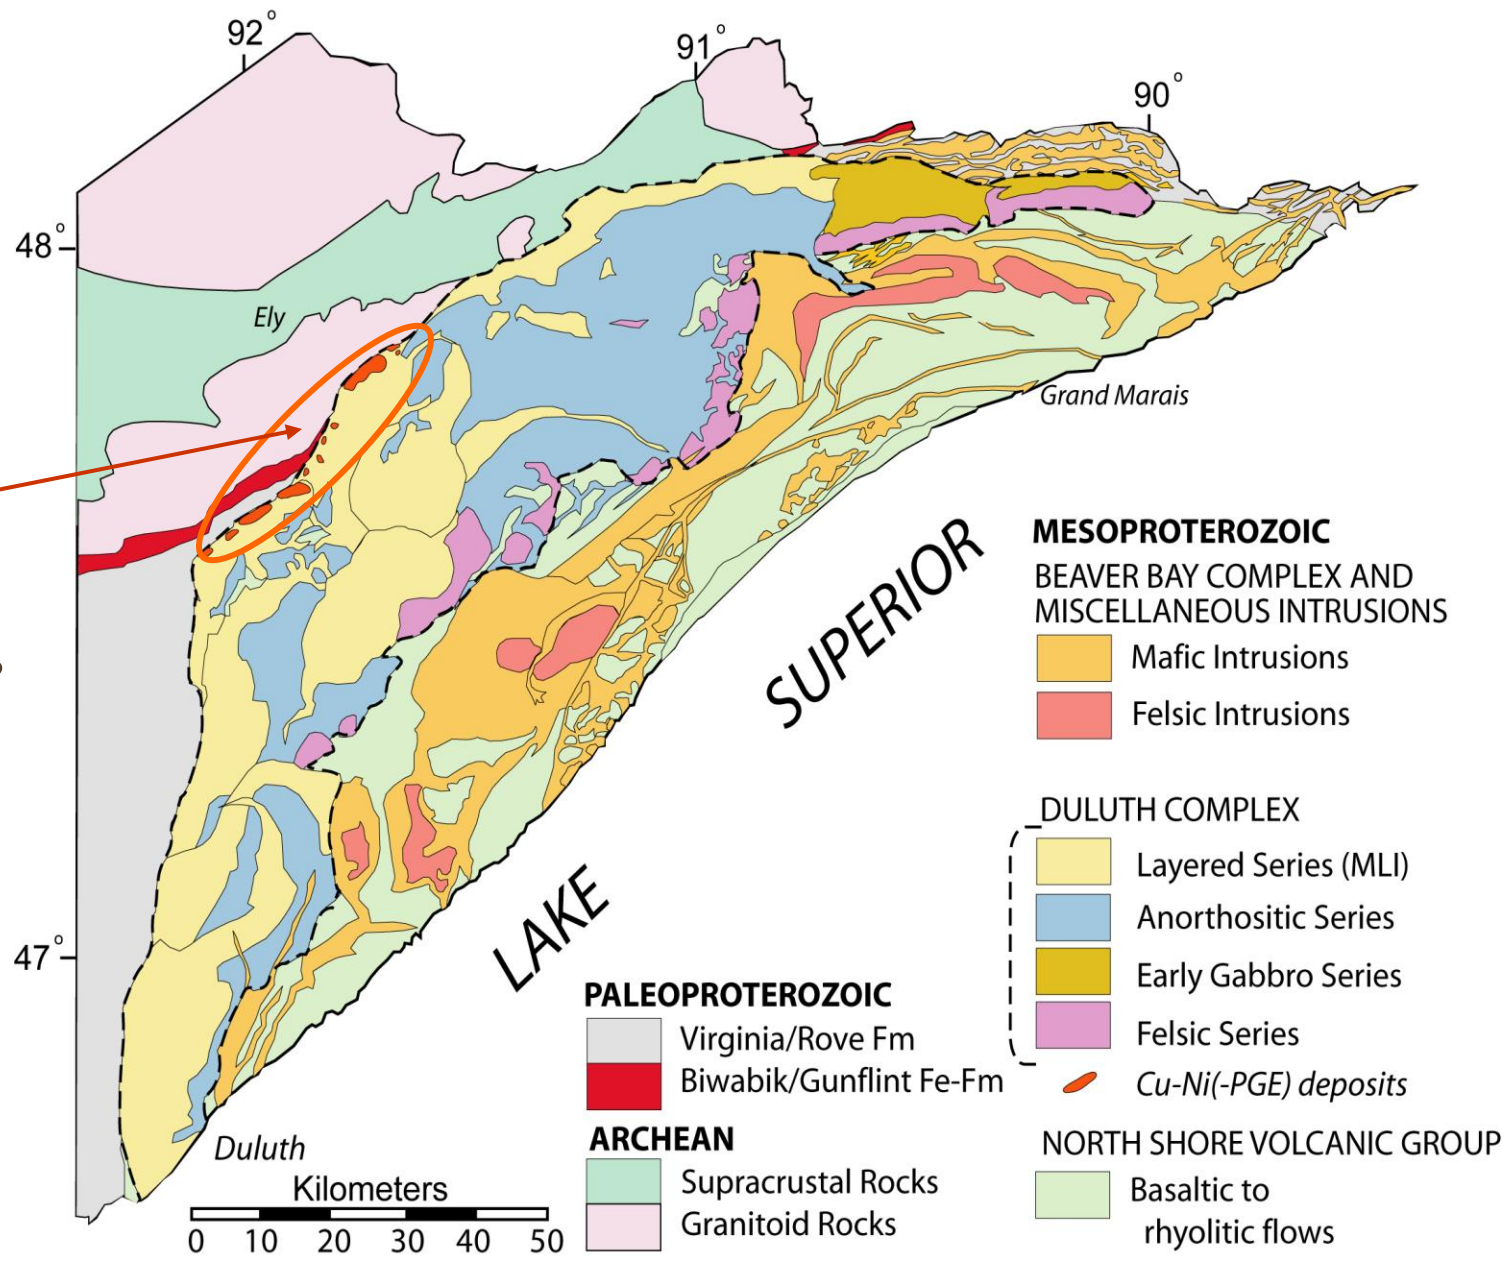 92°
91°
90°
48°
Ely
Grand Marais
47°
LAKE SUPERIOR
Duluth
Kilometers
0 10 20 30 40 50
PALEOPROTEROZOIC
Virginia/Rove Fm
Biwabik/Gunflint Fe-Fm
ARCHEAN
Supracrustal Rocks
Granitoid Rocks
MESOPROTEROZOIC
BEAVER BAY COMPLEX AND
MISCELLANEOUS INTRUSIONS
Mafic Intrusions
Felsic Intrusions
DULUTH COMPLEX
Layered Series (MLI)
Anorthositic Series
Early Gabbro Series
Felsic Series
Cu-Ni(-PGE) deposits
NORTH SHORE VOLCANIC GROUP
Basaltic to
rhyolitic flows